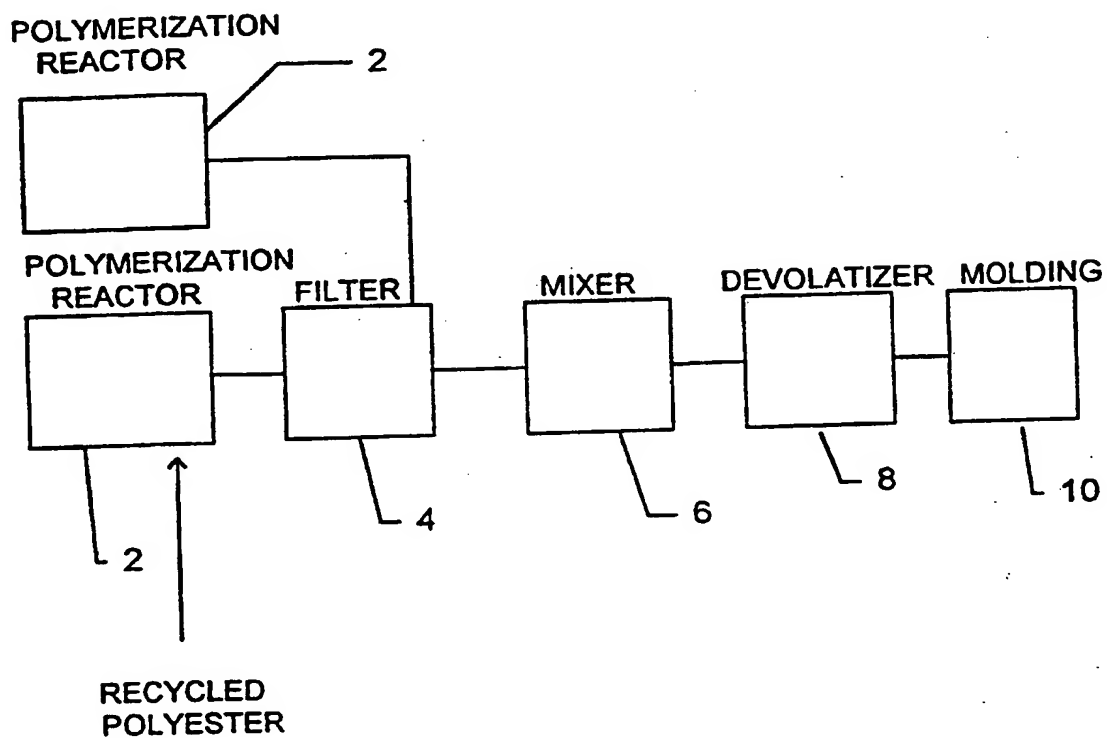 POLYMERIZATION
REACTOR
2
POLYMERIZATION
REACTOR
FILTER
MIXER
DEVOLATIZER
MOLDING
2
4
6
8
10
RECYCLED
POLYESTER